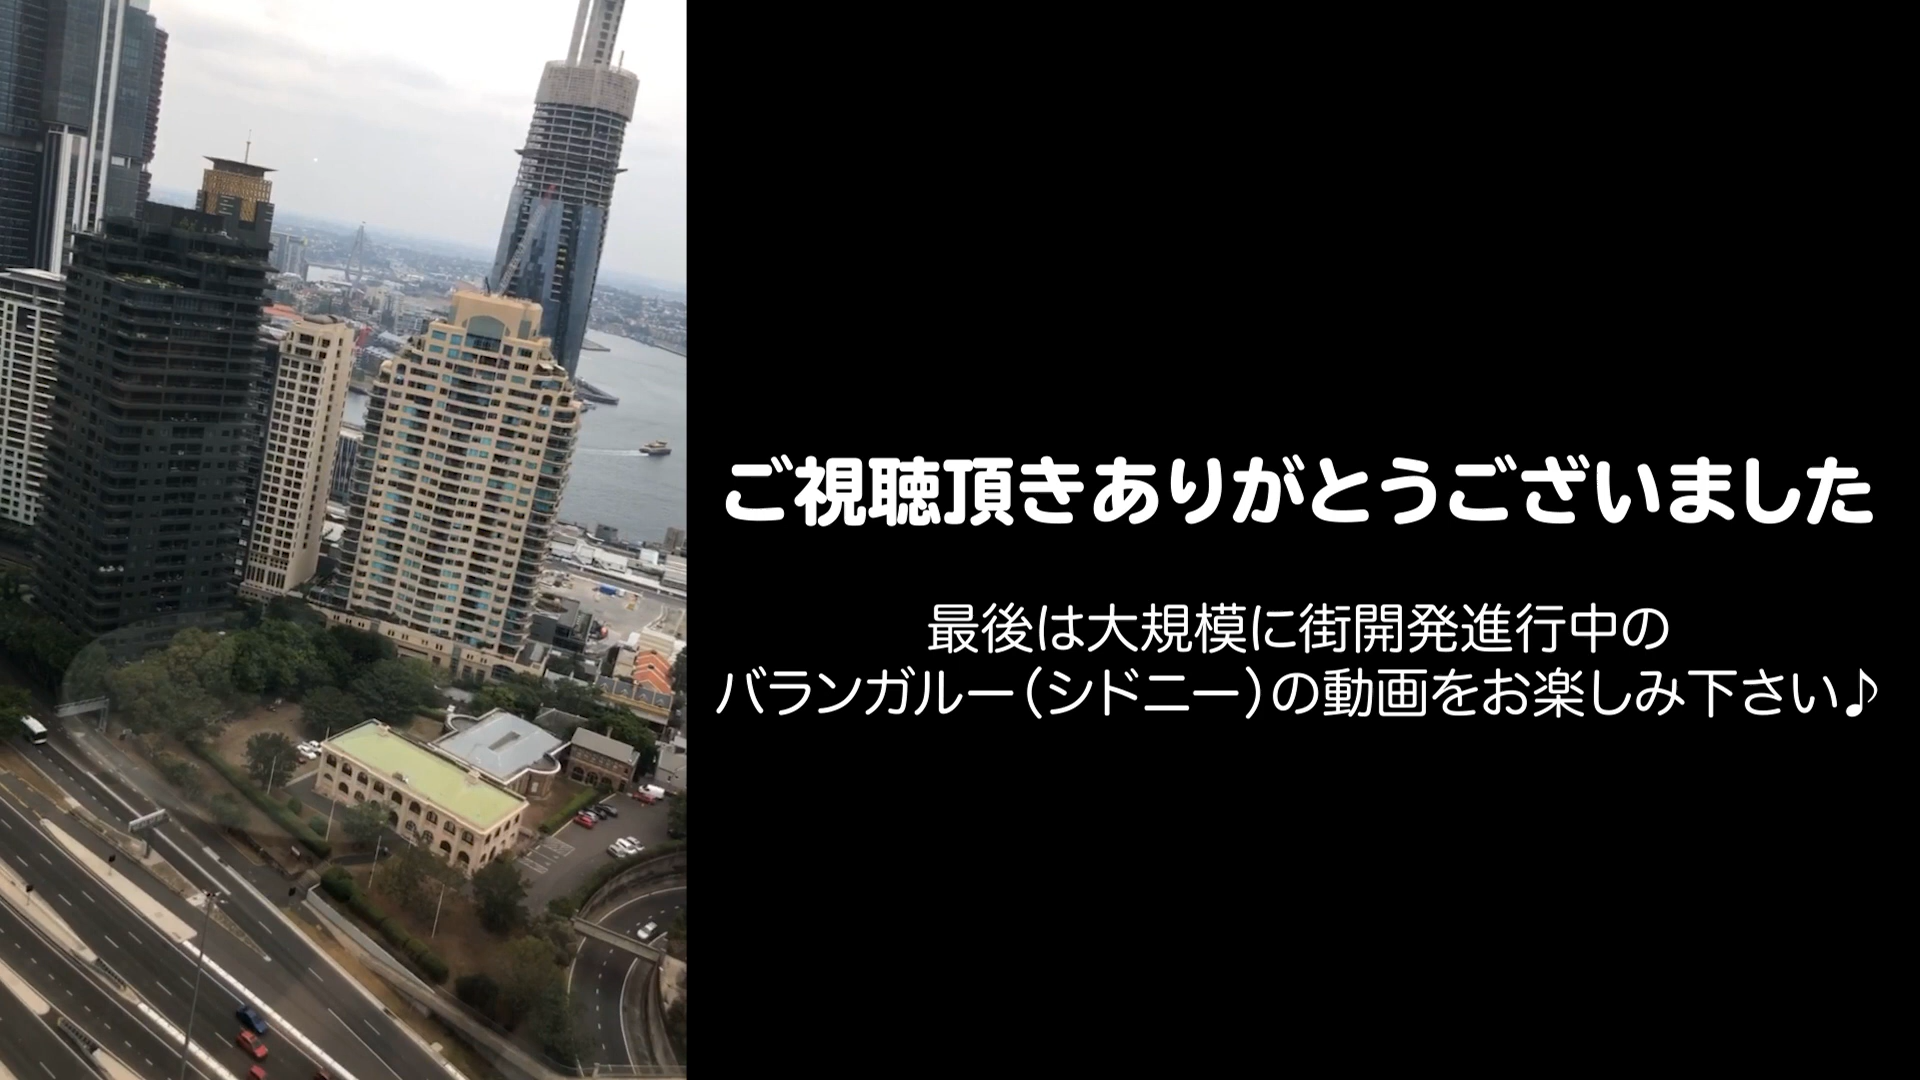 ご視聴頂きありがとうございました
最後は大規模に街開発進行中の
バランガルー(シドニー)の動画をお楽しみ下さい♪